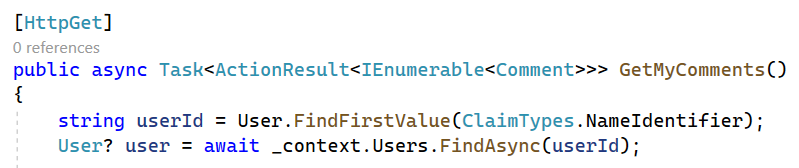 [HttpGet]
0 references
public async Task<ActionResult<IEnumerable<Comment>>> GetMyComments()
{
string userId = User.FindFirstValue(ClaimTypes.NameIdentifier);
User? user = await _context.Users.FindAsync(userId);